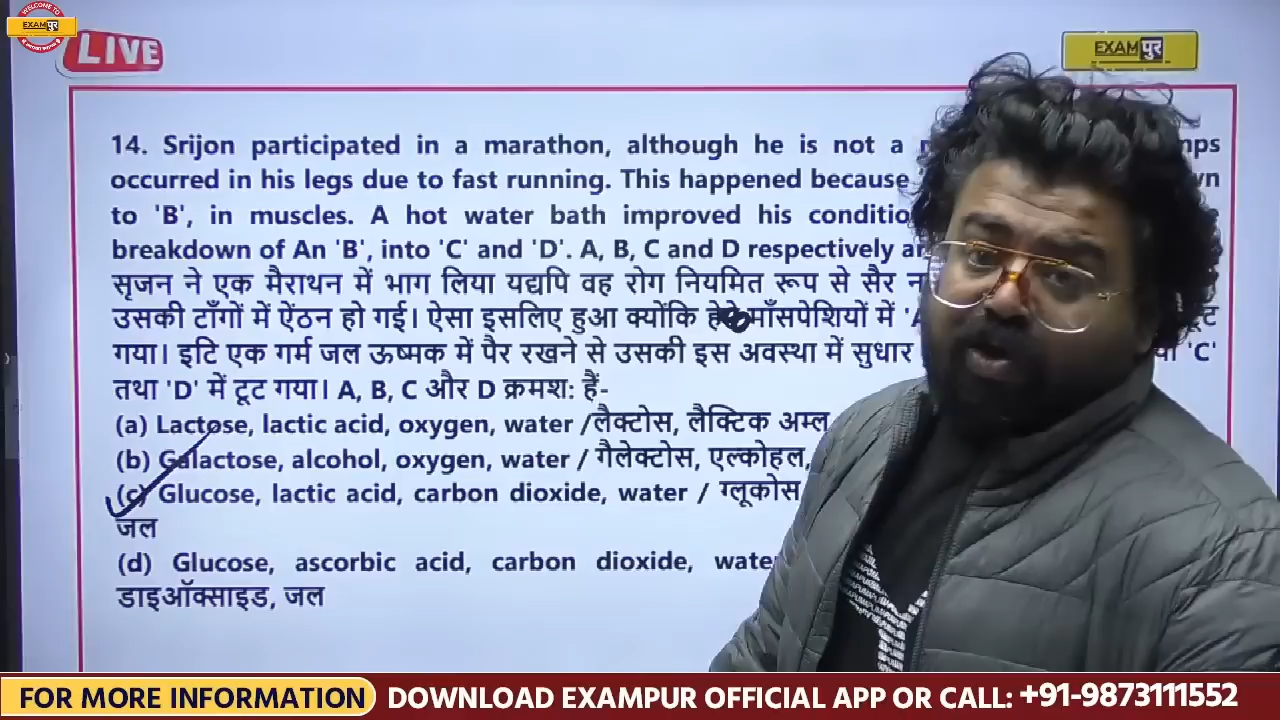 WELCOME TO
EXAMपुर
LIVE
EXAMपुर
14. Srijon participated in a marathon, although he is not a
occurred in his legs due to fast running. This happened because
to 'B', in muscles. A hot water bath improved his
breakdown of An 'B', into 'C' and 'D'. A, B, C and D respectively
सृजन ने एक मैराथन में भाग लिया यद्यपि वह रोग नियमित रूप से सैर
उसकी टाँगों में ऐंठन हो गई। ऐसा इसलिए हुआ क्योंकि माँसपेशियों में
गया। इटि एक गर्म जल ऊष्मक में पैर रखने से उसकी इस अवस्था में सुधार 'C'
तथा 'D' में टूट गया। A, B, C और D क्रमश: हैं-
(a) Lactose, lactic acid, oxygen, water /लैक्टोस, लैक्टिक अम्ल
(b) Galactose, alcohol, oxygen, water / गैलेक्टोस, एल्कोहल,
(c) Glucose, lactic acid, carbon dioxide, water / ग्लूकोस
जल
(d) Glucose, ascorbic acid, carbon dioxide,
डाइऑक्साइड, जल
FOR MORE INFORMATION DOWNLOAD EXAMPUR OFFICIAL APP OR CALL: +91-9873111552